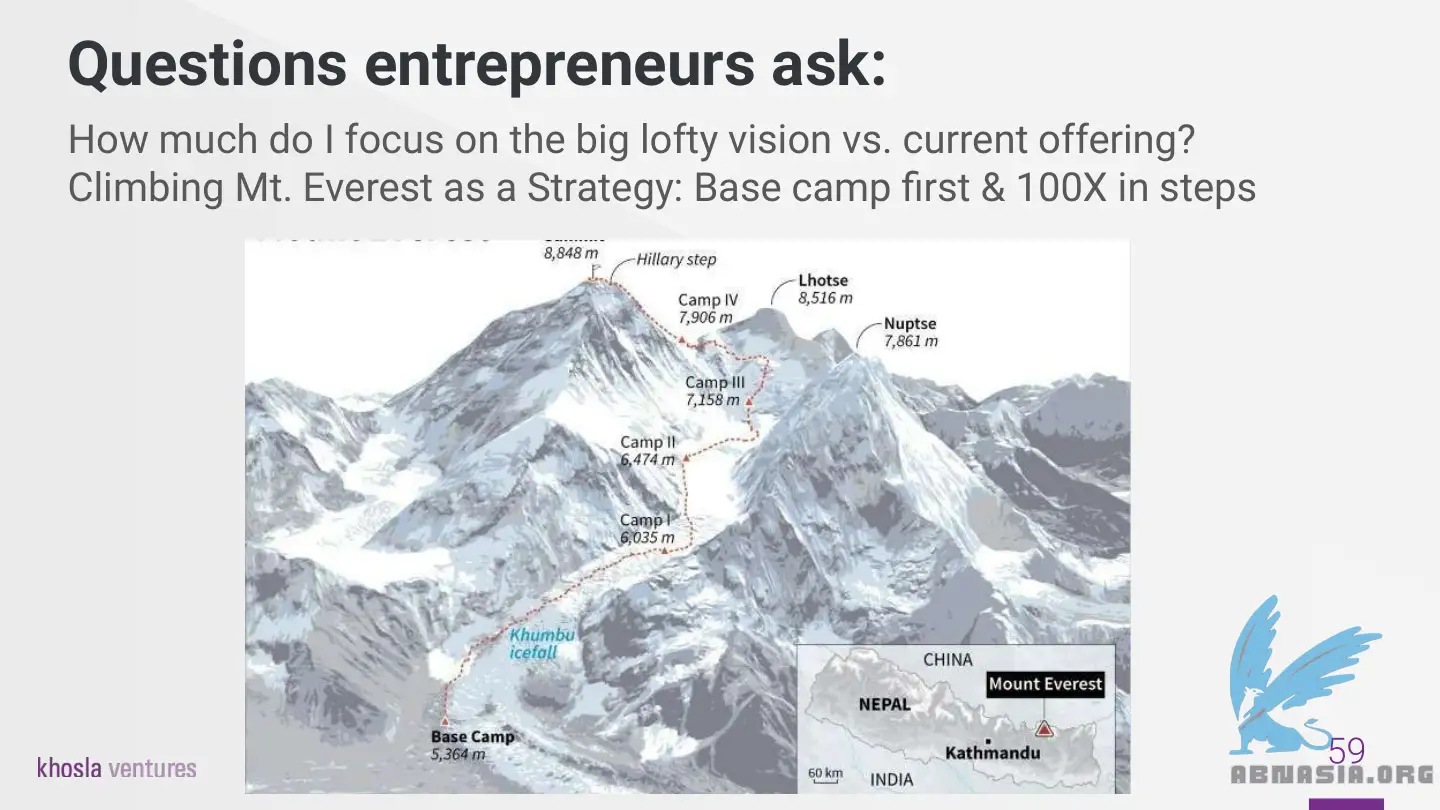 Questions entrepreneurs ask:
How much do I focus on the big lofty vision vs. current offering?
Climbing Mt. Everest as a Strategy: Base camp first & 100X in steps
8,848 m
Hillary step
Lhotse
8,516 m
Camp IV
7,906 m
Nuptse
7,861 m
Camp III
7,158 m
Camp II
6,474 m
Camp I
6,035 m
Khumbu
icefall
Base Camp
5,364 m
CHINA
Mount Everest
NEPAL
Kathmandu
60 km
INDIA
khosla ventures
59
ABNASIA.ORG